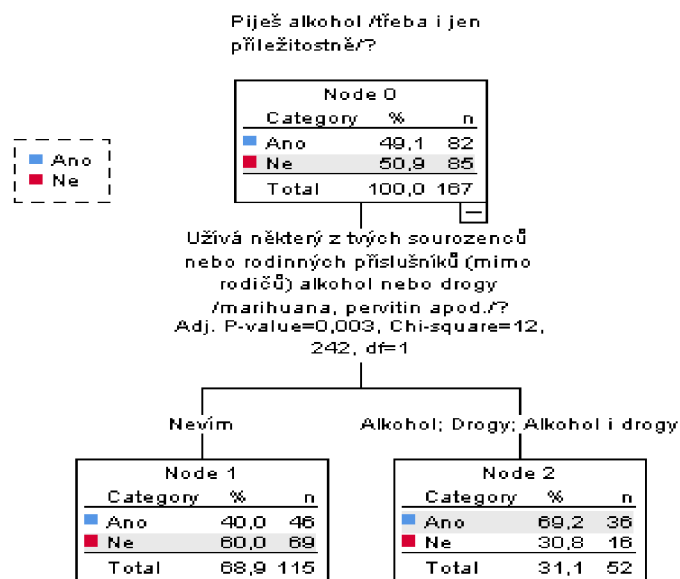 Piješ alkohol /třeba i jen
příležitostně/?
Node 0
Category % n
Ano 49,1 82
Ne 50,9 85
Total 100,0 167
Ano
Ne
Užívá některý z tvých sourozenců
nebo rodinných příslušníků (mimo
rodičů) alkohol nebo drogy
/marihuana, pervitin apod./?
Adj. P-value=0,003, Chi-square=12,
242, df=1
Nevím
Alkohol; Drogy; Alkohol i drogy
Node 1
Category % n
Ano 40,0 46
Ne 60,0 69
Total 68,9 115
Node 2
Category % n
Ano 69,2 36
Ne 30,8 16
Total 31,1 52